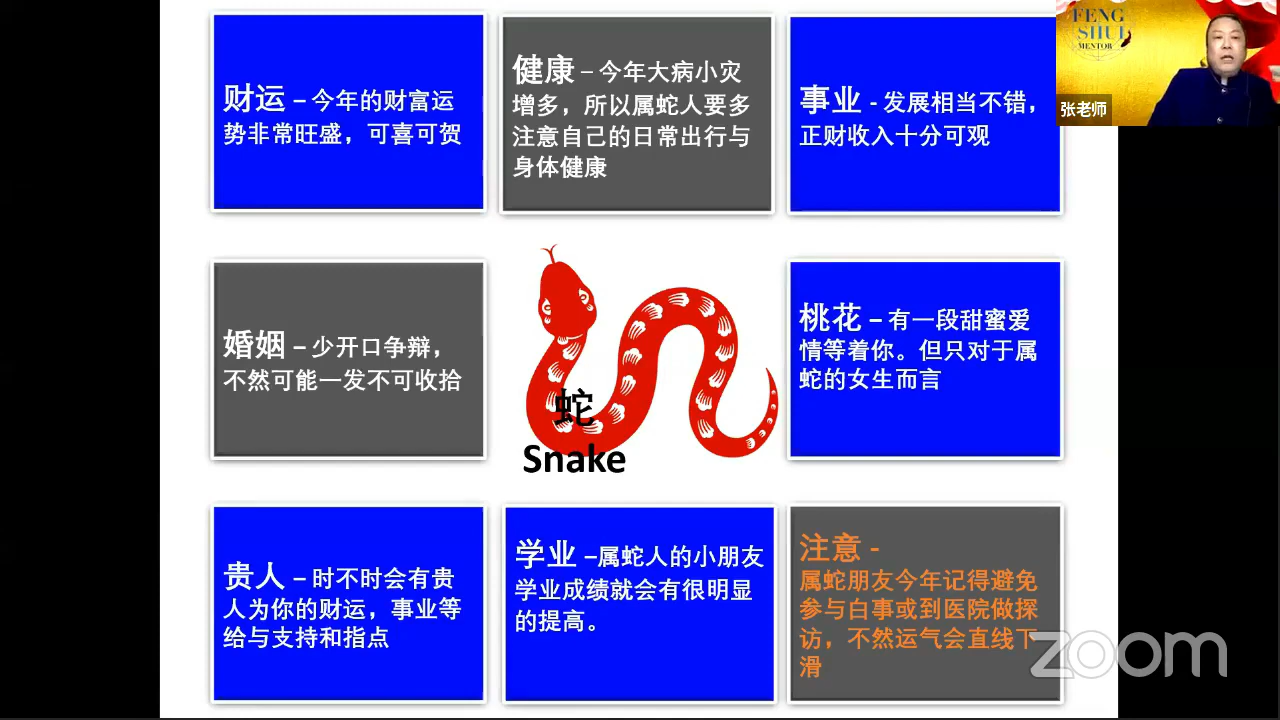 财运 – 今年的财富运
势非常旺盛，可喜可贺
健康 – 今年大病小灾
增多，所以属蛇人要多
注意自己的日常出行与
身体健康
事业 - 发展相当不错，
正财收入十分可观
FENG
SHUI
MENTOR
张老师
婚姻 – 少开口争辩，
不然可能一发不可收拾
蛇
Snake
桃花 – 有一段甜蜜爱
情等着你。但只对于属
蛇的女生而言
贵人 – 时不时会有贵
人为你的财运，事业等
给与支持和指点
学业 –属蛇人的小朋友
学业成绩就会有很明显
的提高。
注意 -
属蛇朋友今年记得避免
参与白事或到医院做探
访，不然运气会直线下
滑
zoom